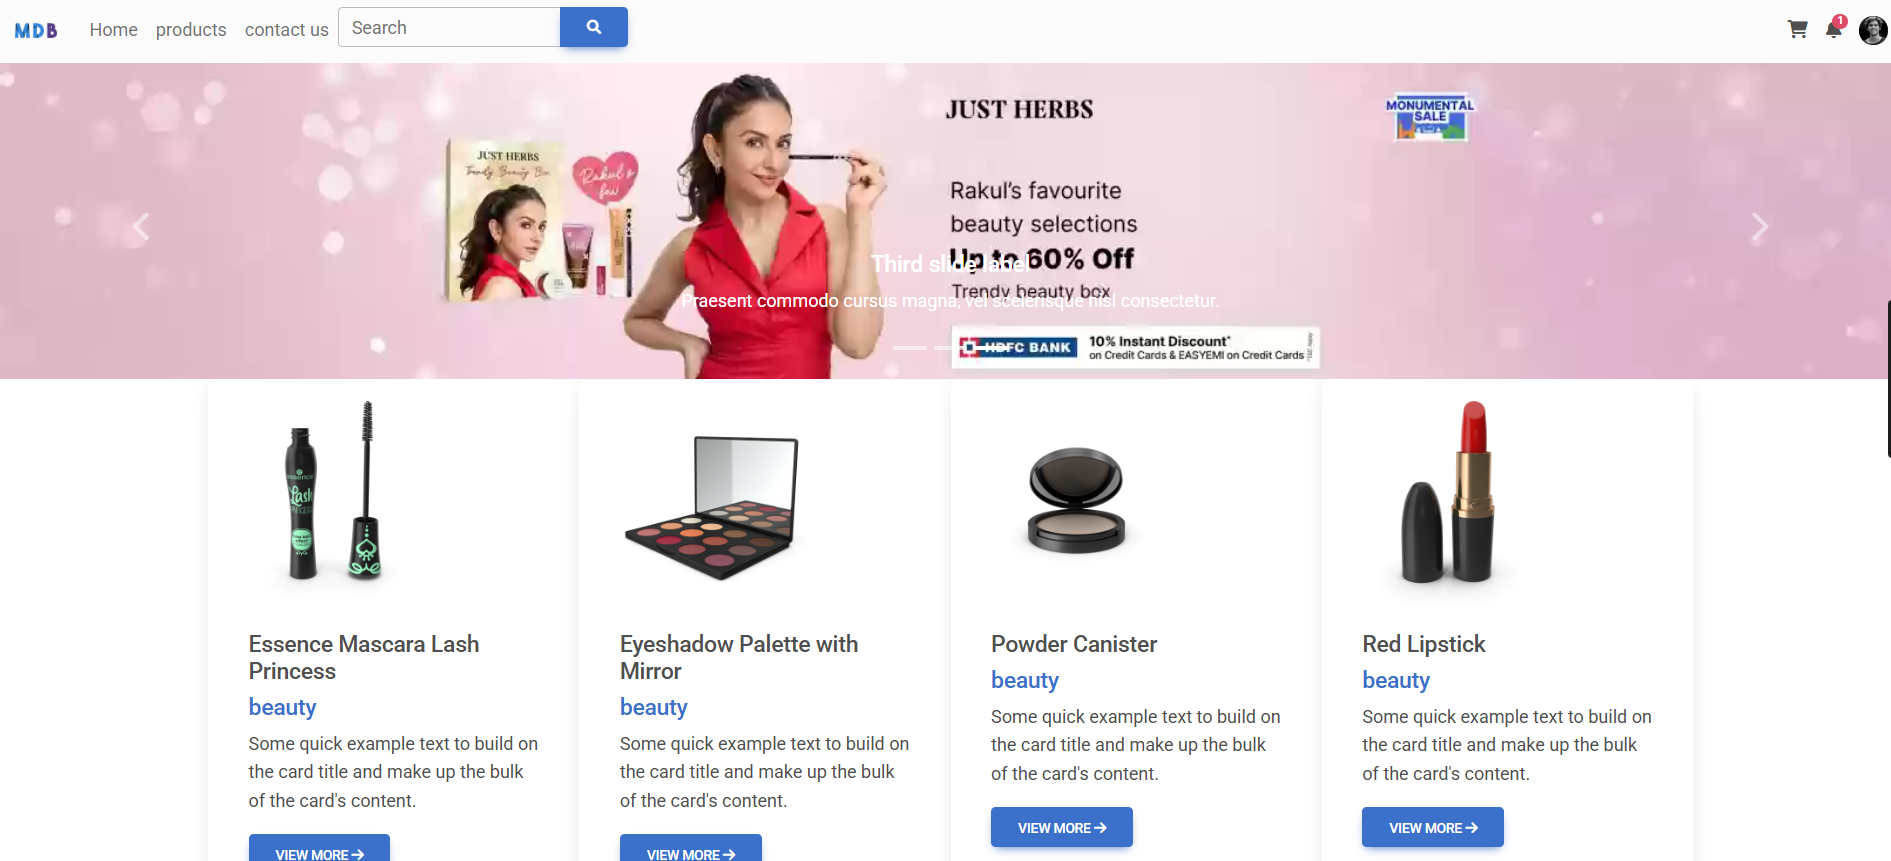 MDB Home products contact us Search 1
JUST HERBS
MONUMENTAL
SALE
JUST HERBS
Trendy Beauty Box
Rakul's
fav
Rakul's favourite
beauty selections
Up to 60% Off
Third slide label
Trendy beauty box
Praesent commodo cursus magna, vel scelerisque nisl consectetur.
HDFC BANK
10% Instant Discount*
on Credit Cards & EASYEMI on Credit Cards
essence
Lash
PRINCESS
Essence Mascara Lash
Princess
beauty
Some quick example text to build on
the card title and make up the bulk
of the card's content.
VIEW MORE →
Eyeshadow Palette with
Mirror
beauty
Some quick example text to build on
the card title and make up the bulk
of the card's content.
VIEW MORE →
Powder Canister
beauty
Some quick example text to build on
the card title and make up the bulk
of the card's content.
VIEW MORE →
Red Lipstick
beauty
Some quick example text to build on
the card title and make up the bulk
of the card's content.
VIEW MORE →